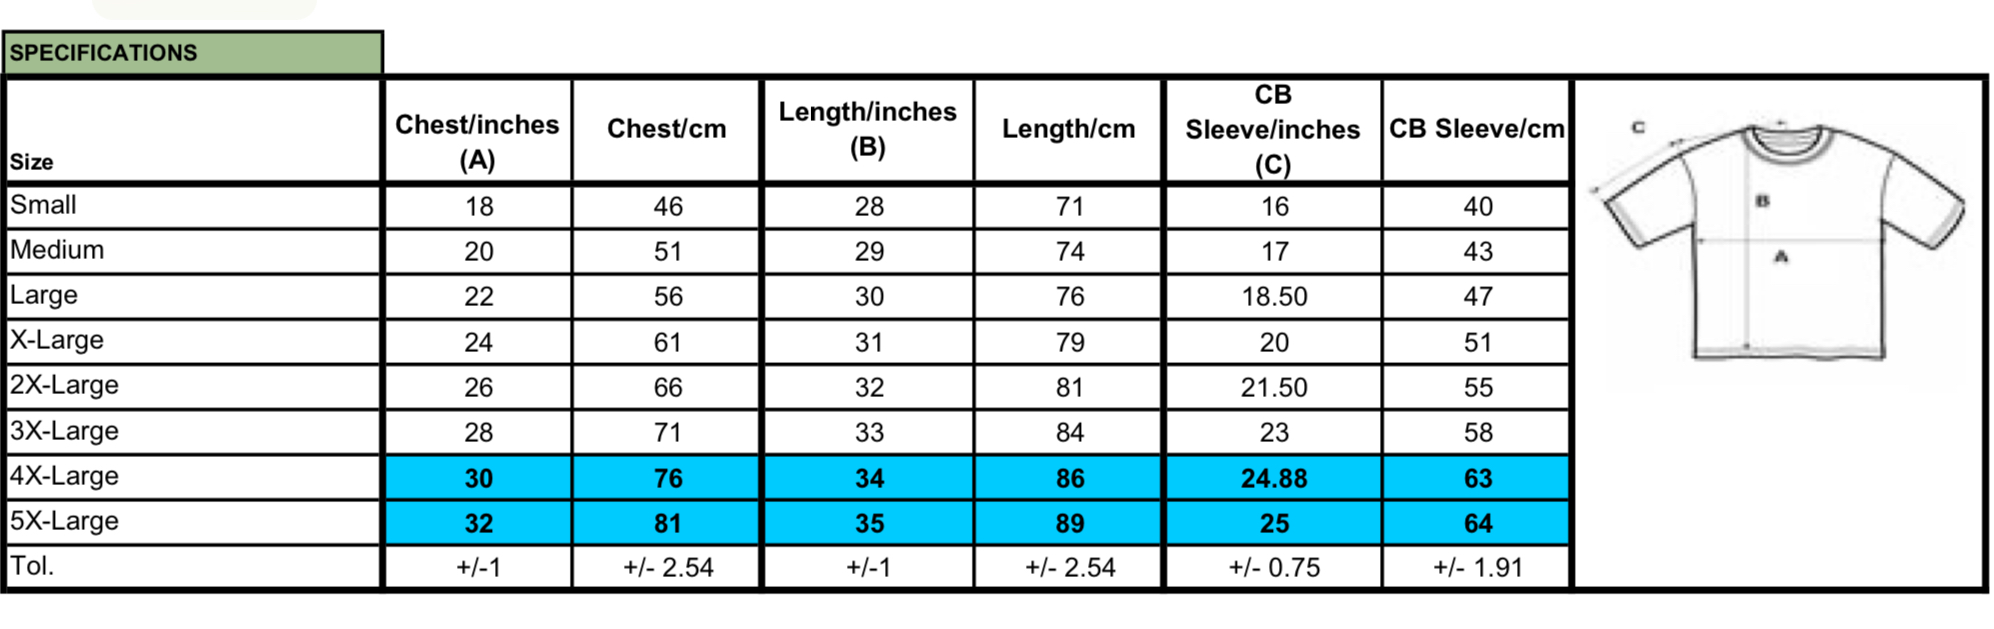 SPECIFICATIONS
Size Chest/inches (A) Chest/cm Length/inches (B) Length/cm CB Sleeve/inches (C) CB Sleeve/cm
Small 18 46 28 71 16 40
Medium 20 51 29 74 17 43
Large 22 56 30 76 18.50 47
X-Large 24 61 31 79 20 51
2X-Large 26 66 32 81 21.50 55
3X-Large 28 71 33 84 23 58
4X-Large 30 76 34 86 24.88 63
5X-Large 32 81 35 89 25 64
Tol. +/-1 +/- 2.54 +/-1 +/- 2.54 +/- 0.75 +/- 1.91
C
B
A